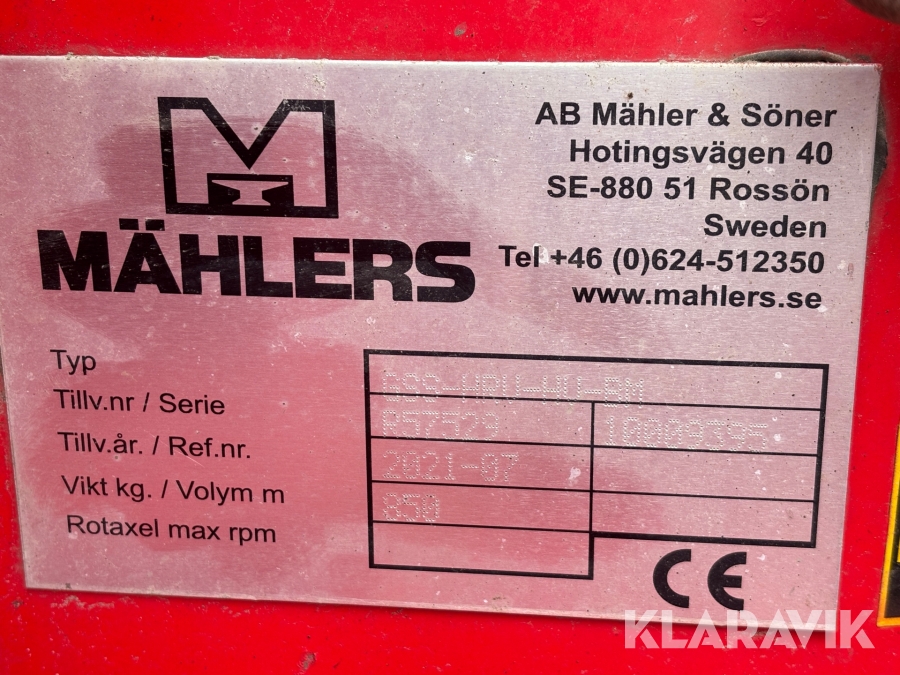 MÄHLERS
AB Mähler & Söner
Hotingsvägen 40
SE-880 51 Rossön
Sweden
Tel +46 (0)624-512350
www.mahlers.se
Typ
Tillv.nr / Serie R57529 10009395
Tillv.år. / Ref.nr. 2021-07
Vikt kg. / Volym m 850
Rotaxel max rpm
CE
KLARAVIK